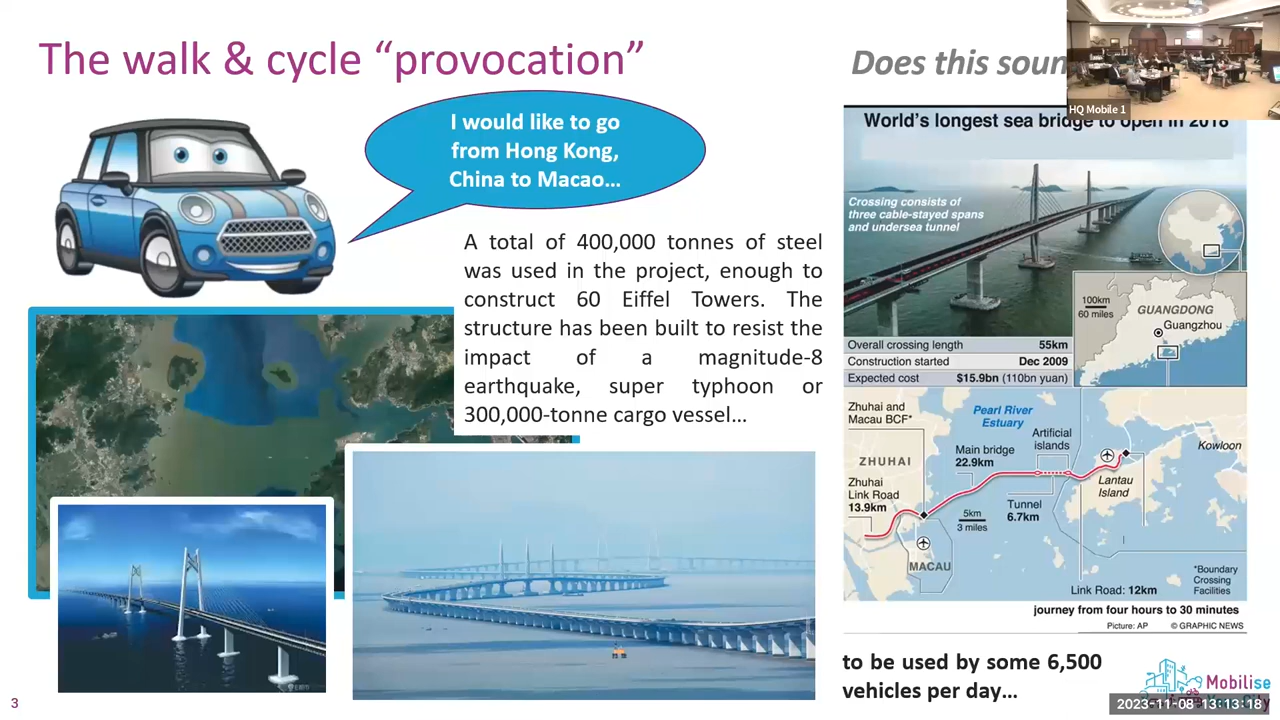 The walk & cycle “provocation”
Does this soun
HQ Mobile 1
I would like to go
from Hong Kong,
China to Macao…
A total of 400,000 tonnes of steel
was used in the project, enough to
construct 60 Eiffel Towers. The
structure has been built to resist the
impact of a magnitude-8
earthquake, super typhoon or
300,000-tonne cargo vessel…
World's longest sea bridge to open in 2018
Crossing consists of
three cable-stayed spans
and undersea tunnel
100km
60 miles
GUANGDONG
Guangzhou
Overall crossing length 55km
Construction started Dec 2009
Expected cost $15.9bn (110bn yuan)
Zhuhai and
Macau BCF*
Pearl River
Estuary
Artificial
islands
Main bridge
22.9km
Kowloon
ZHUHAI
Lantau
Island
Zhuhai
Link Road
13.9km
Tunnel
6.7km
5km
3 miles
MACAU
*Boundary
Crossing
Facilities
Link Road: 12km
journey from four hours to 30 minutes
Picture: AP © GRAPHIC NEWS
to be used by some 6,500
vehicles per day…
Mobilise
City
3
2023-11-08 13:13:18